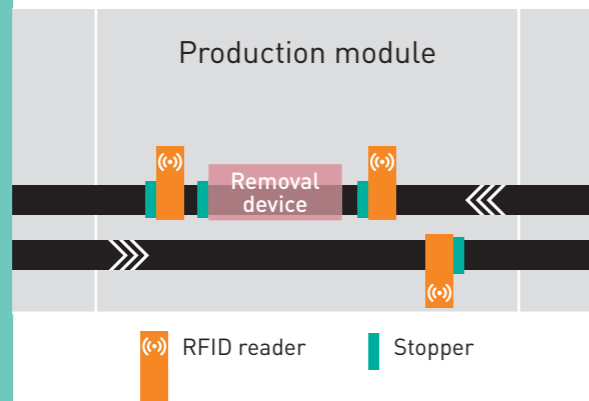 Production module
Removal
device
RFID reader
Stopper